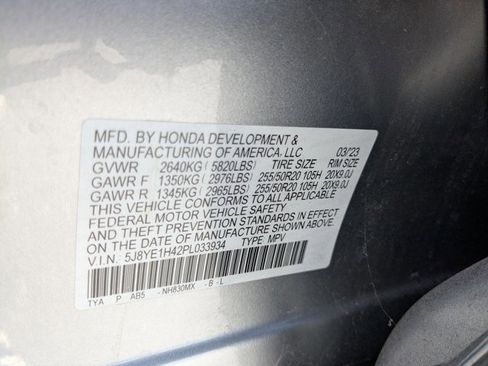 MFD. BY HONDA DEVELOPMENT &
MANUFACTURING OF AMERICA, LLC 03/23
GVWR 2640KG (5820LBS) TIRE SIZE RIM SIZE
GAWR F 1350KG (2976LBS) 255/50R20 105H 20X9.0J
GAWR R 1345KG (2965LBS) 255/50R20 105H 20X9.0J
THIS VEHICLE CONFORMS TO ALL APPLICABLE
FEDERAL MOTOR VEHICLE SAFETY
AND THEFT PREVENTION STANDARDS IN EFFECT
ON THE DATE OF MANUFACTURE SHOWN ABOVE.
V.I.N.: 5J8YE1H42PL033934 TYPE: MPV
TYA P AB5 -NH830MX -B -L